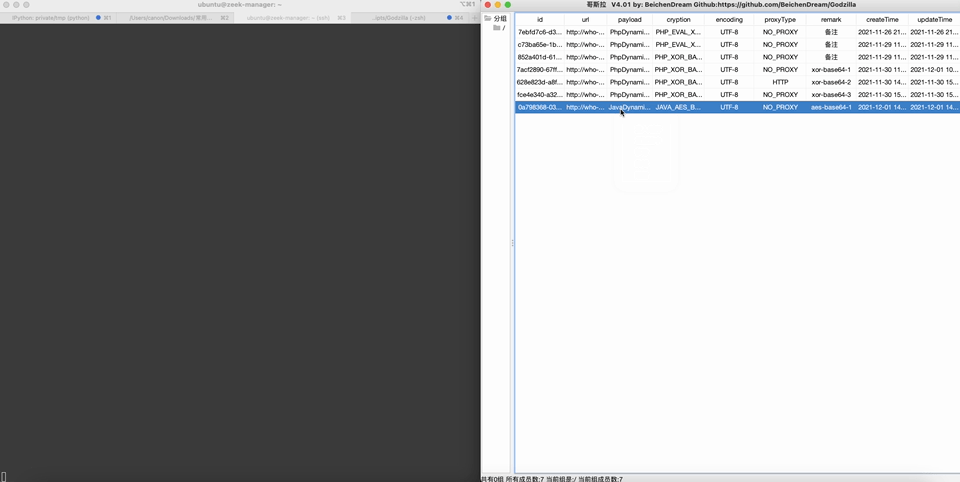 ubuntu@zeek-manager: ~
⌥⌘1
IPython: private/tmp (python) ⌘1
/Users/canon/Downloads/ ⌘2
ubuntu@zeek-manager: ~ (ssh) ⌘3
..pts/Godzilla (-zsh) ⌘4
哥斯拉 V4.01 by: BeichenDream Github:https://github.com/BeichenDream/Godzilla
分组
/
id url payload cryption encoding proxyType remark createTime updateTime
7ebfd7c6-d3... http://who-... PhpDynami... PHP_EVAL_X... UTF-8 NO_PROXY 备注 2021-11-26 21... 2021-11-26 21...
c73ba65e-1b... http://who-... PhpDynami... PHP_EVAL_X... UTF-8 NO_PROXY 备注 2021-11-29 11... 2021-11-29 11...
852a401d-61... http://who-... PhpDynami... PHP_XOR_BA... UTF-8 NO_PROXY 备注 2021-11-29 11... 2021-11-29 11...
7acf2890-67ff... http://who-... PhpDynami... PHP_XOR_BA... UTF-8 NO_PROXY xor-base64-1 2021-11-30 11... 2021-12-01 10...
628e823d-a8f... http://who-... PhpDynami... PHP_XOR_BA... UTF-8 HTTP xor-base64-2 2021-11-30 14... 2021-11-30 15...
fce4e340-a32... http://who-... PhpDynami... PHP_XOR_BA... UTF-8 NO_PROXY xor-base64-3 2021-11-30 15... 2021-11-30 15...
0a798368-03... http://who-... JavaDynami... JAVA_AES_B... UTF-8 NO_PROXY aes-base64-1 2021-12-01 14... 2021-12-01 14...
共有0组 所有成员数:7 当前组是:/ 当前组成员数:7